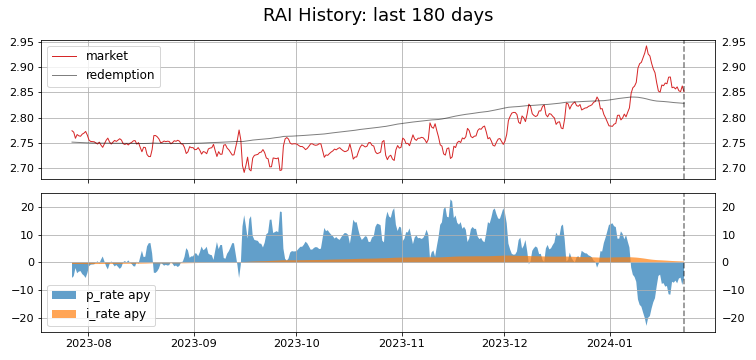 RAI History: last 180 days
2.95 2.95
2.90 2.90
2.85 2.85
2.80 2.80
2.75 2.75
2.70 2.70
market
redemption
20 20
10 10
0 0
−10 −10
−20 −20
p_rate apy
i_rate apy
2023-08 2023-09 2023-10 2023-11 2023-12 2024-01